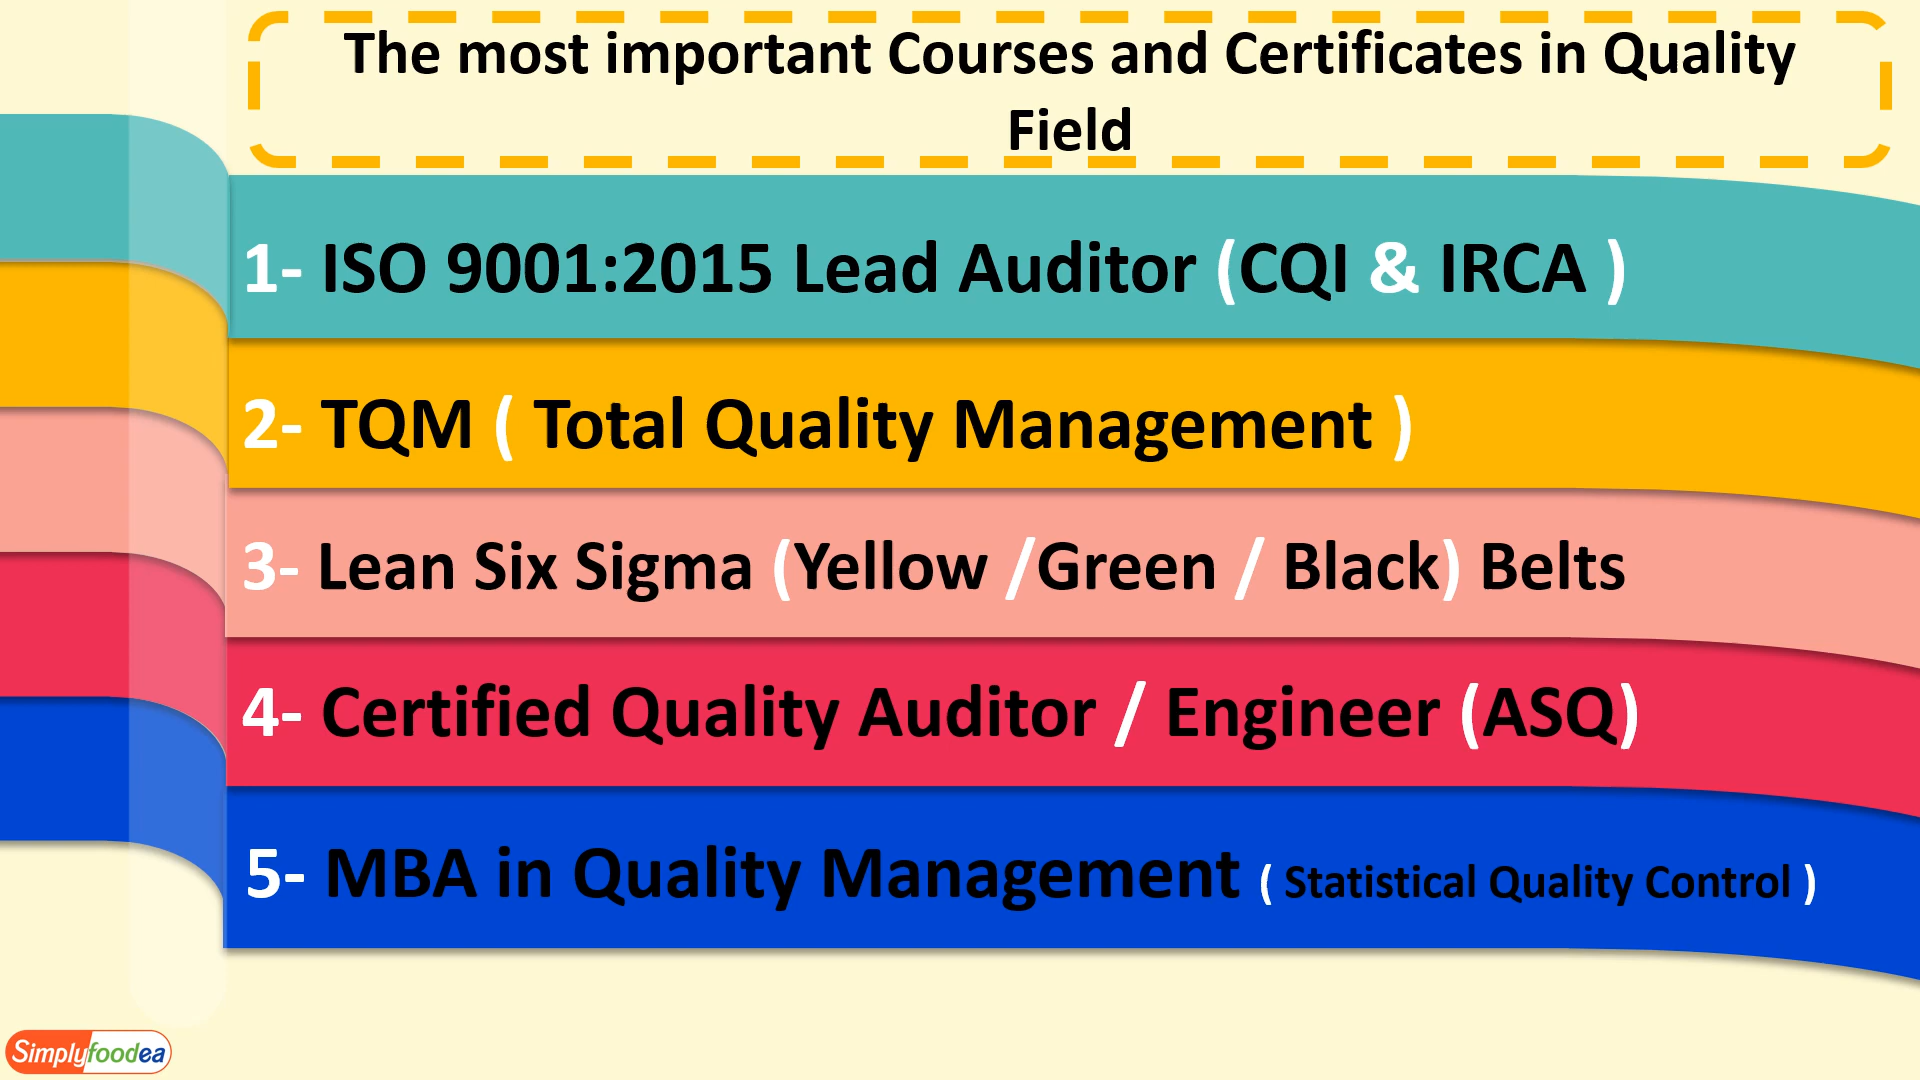 The most important Courses and Certificates in Quality
Field
1- ISO 9001:2015 Lead Auditor (CQI & IRCA )
2- TQM ( Total Quality Management )
3- Lean Six Sigma (Yellow /Green / Black) Belts
4- Certified Quality Auditor / Engineer (ASQ)
5- MBA in Quality Management ( Statistical Quality Control )
Simplyfoodea